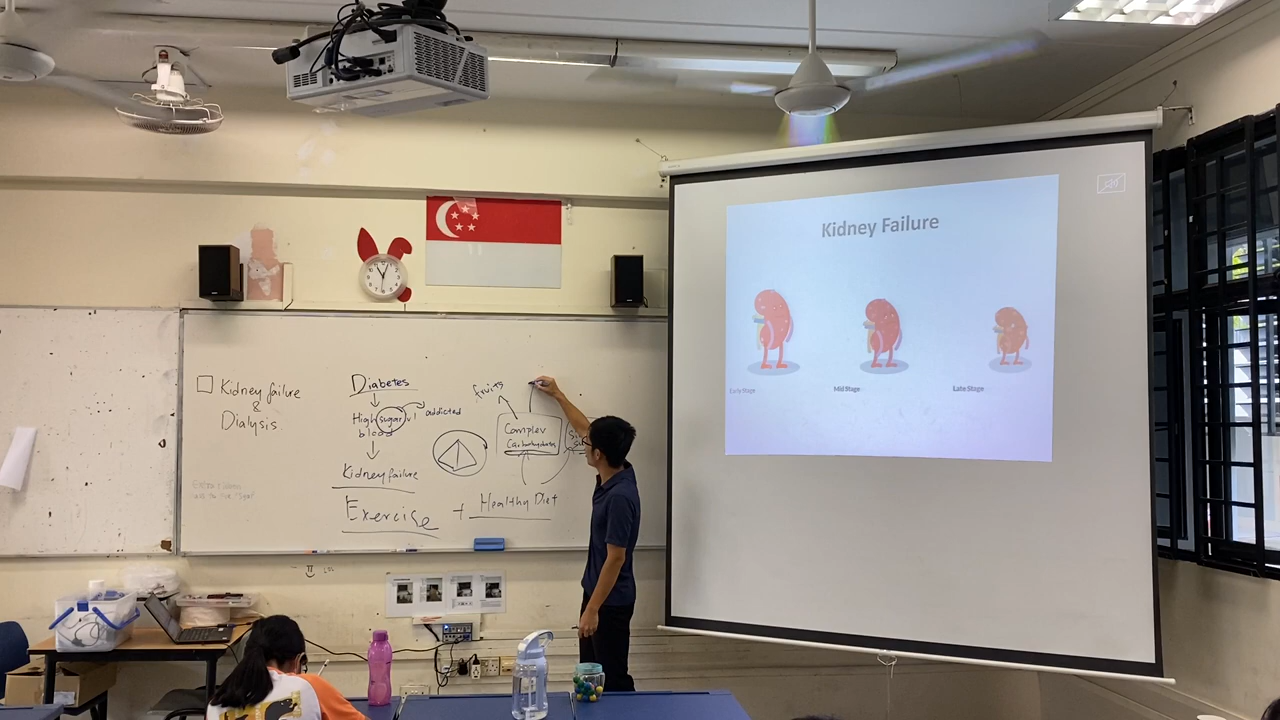 Kidney failure
&
Dialysis
Diabetes
High sugar
blood
addicted
Kidney failure
Exercise + Healthy Diet
fruits
Complex
Carbohydrates
Kidney Failure
Early Stage
Mid Stage
Late Stage